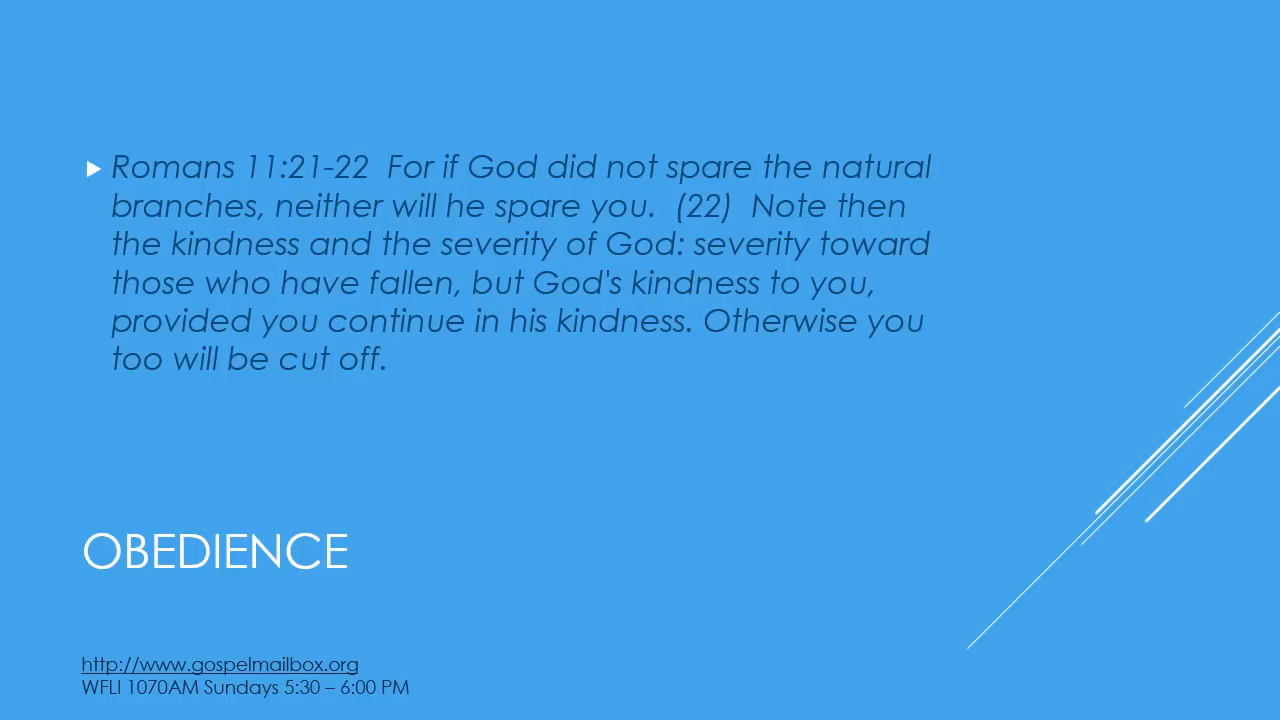 Romans 11:21-22  For if God did not spare the natural
branches, neither will he spare you.  (22)  Note then
the kindness and the severity of God: severity toward
those who have fallen, but God's kindness to you,
provided you continue in his kindness. Otherwise you
too will be cut off.
OBEDIENCE
http://www.gospelmailbox.org
WFLI 1070AM Sundays 5:30 – 6:00 PM